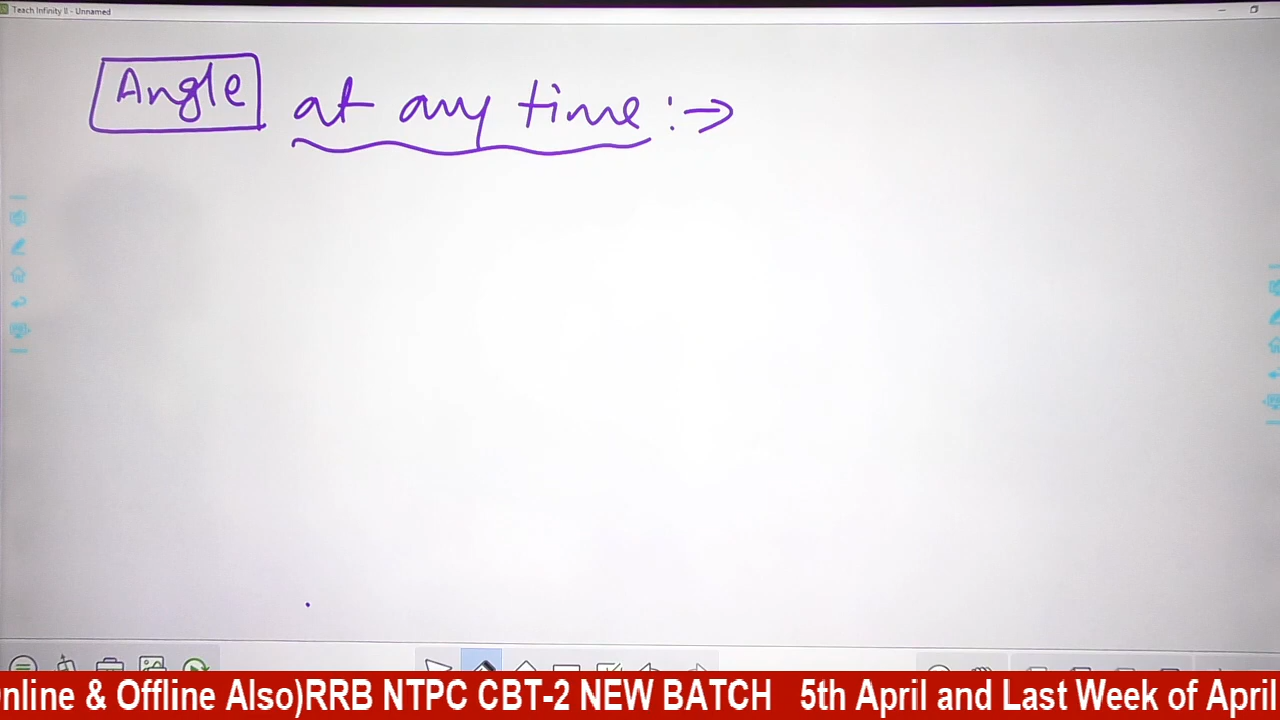 Teach Infinity II - Unnamed
Angle at any time :→
Online & Offline Also)RRB NTPC CBT-2 NEW BATCH 5th April and Last Week of April